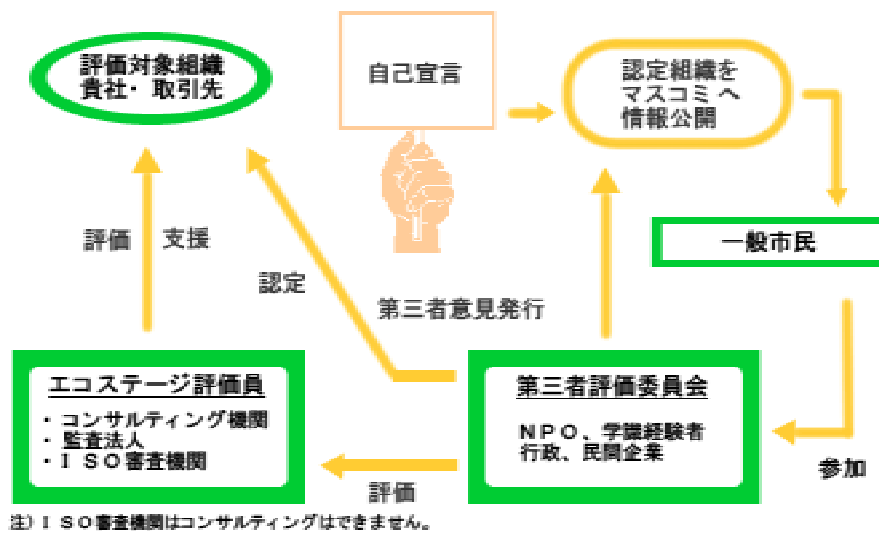 評価対象組織
貴社・取引先
自己宣言
認定組織を
マスコミへ
情報公開
評価
支援
認定
第三者意見発行
一般市民
エコステージ評価員
・コンサルティング機関
・監査法人
・ISO審査機関
第三者評価委員会
NPO、学識経験者
行政、民間企業
評価
参加
注)ISO審査機関はコンサルティングはできません。